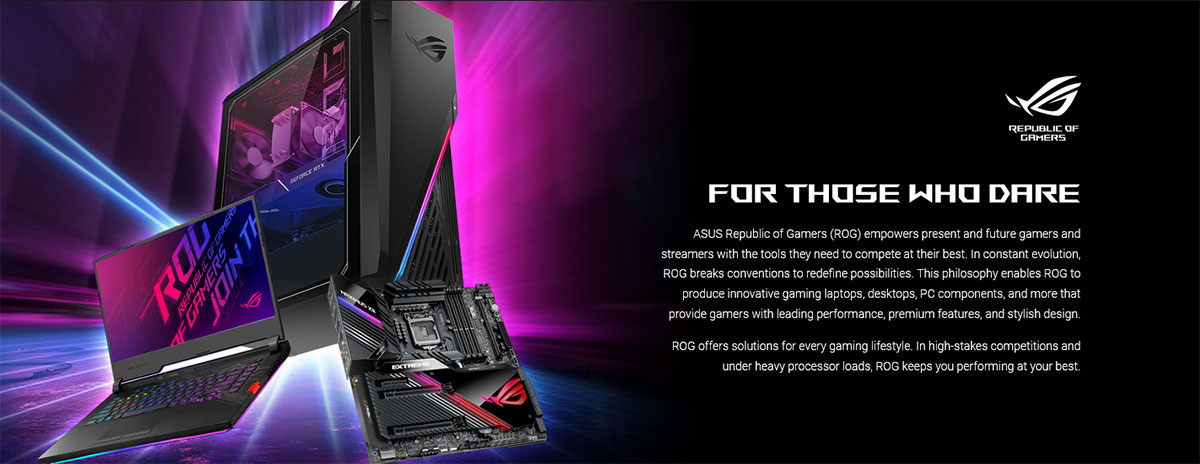 REPUBLIC OF
GAMERS
FOR THOSE WHO DARE
ASUS Republic of Gamers (ROG) empowers present and future gamers and
streamers with the tools they need to compete at their best. In constant evolution,
ROG breaks conventions to redefine possibilities. This philosophy enables ROG to
produce innovative gaming laptops, desktops, PC components, and more that
provide gamers with leading performance, premium features, and stylish design.
ROG offers solutions for every gaming lifestyle. In high-stakes competitions and
under heavy processor loads, ROG keeps you performing at your best.
GEFORCE RTX
ROG
REPUBLIC OF GAMERS
OF GAMERS
JOIN TH
EXTREME